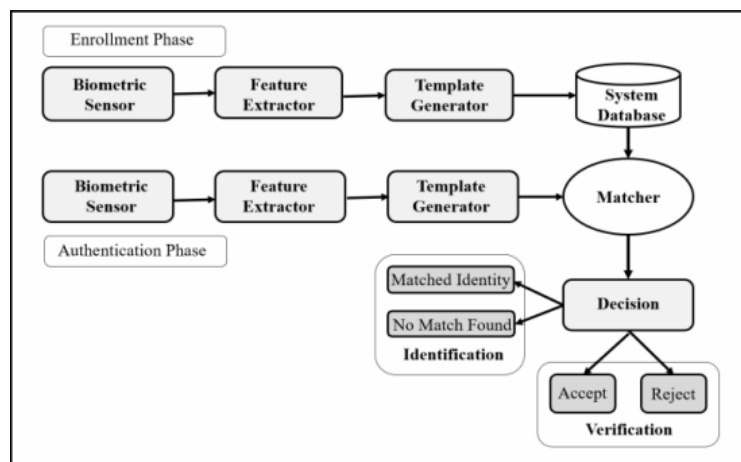 Enrollment Phase
Biometric
Sensor
Feature
Extractor
Template
Generator
System
Database
Biometric
Sensor
Feature
Extractor
Template
Generator
Matcher
Authentication Phase
Matched Identity
No Match Found
Identification
Decision
Accept
Reject
Verification